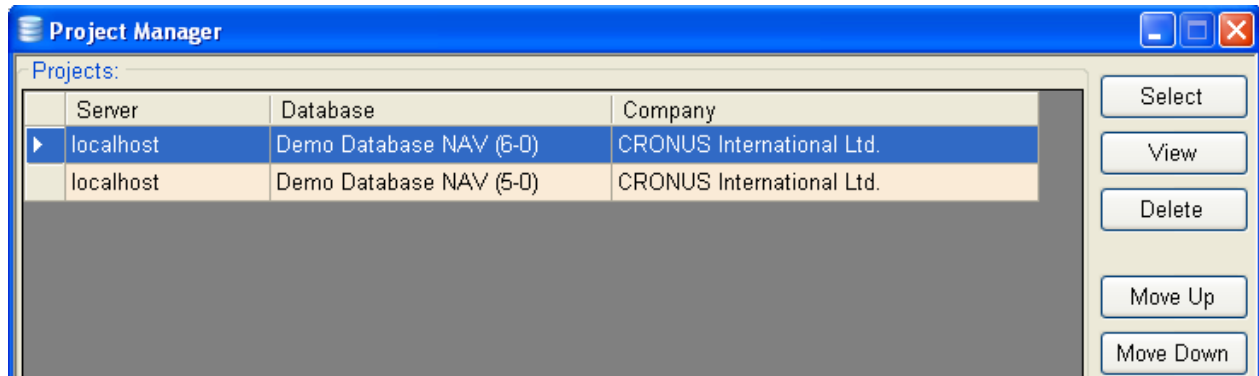 Project Manager
Projects:
Server Database Company
localhost Demo Database NAV (6-0) CRONUS International Ltd.
localhost Demo Database NAV (5-0) CRONUS International Ltd.
Select
View
Delete
Move Up
Move Down